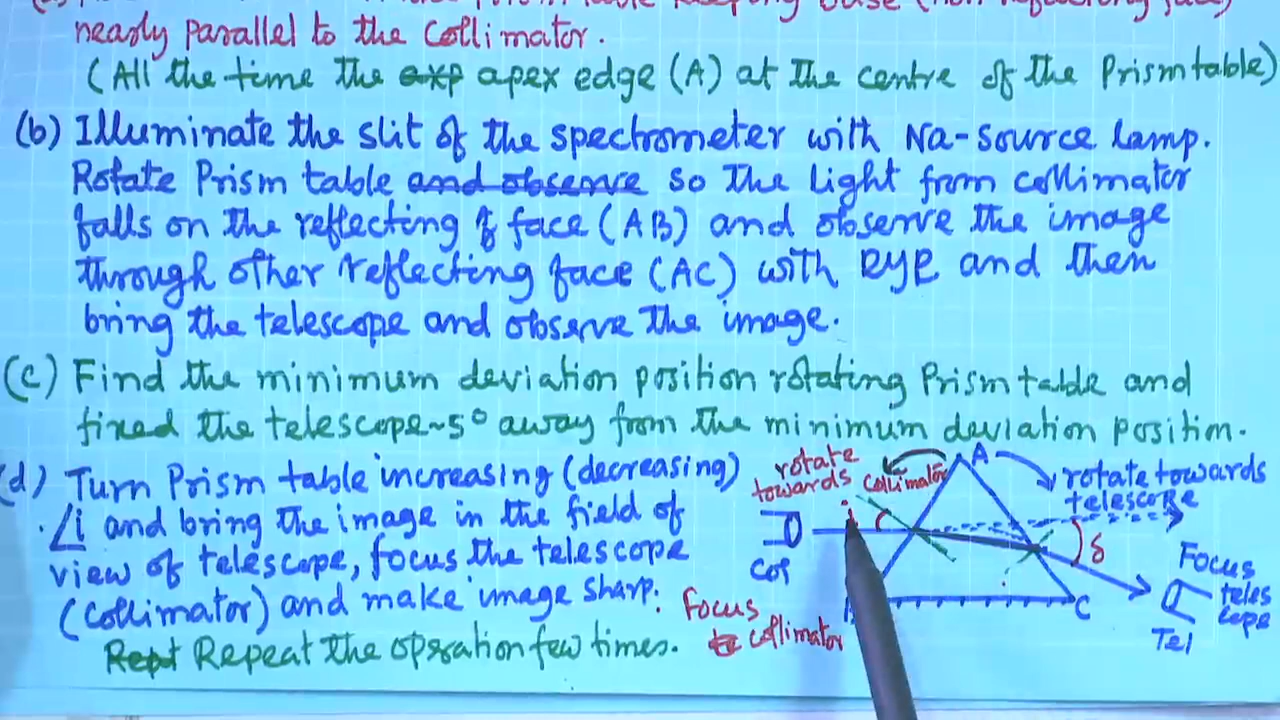 nearly parallel to the Collimator.
(All the time the exp apex edge (A) at the centre of the Prism table)
(b) Illuminate the slit of the spectrometer with Na-source lamp.
Rotate Prism table and observe so the light from collimator
falls on the reflecting face (AB) and observe the image
through other reflecting face (AC) with EYE and then
bring the telescope and observe the image.
(c) Find the minimum deviation position rotating Prism table and
fixed the telescope ~5° away from the minimum deviation position.
(d) Turn Prism table increasing (decreasing)
∠i and bring the image in the field of
view of telescope, focus the telescope
(Collimator) and make image sharp.
Rept Repeat the operation few times.
rotate
towards collimator
A
rotate towards
telescope
i
δ
Col
C
Focus
teles
cope
Tel
Focus
collimator